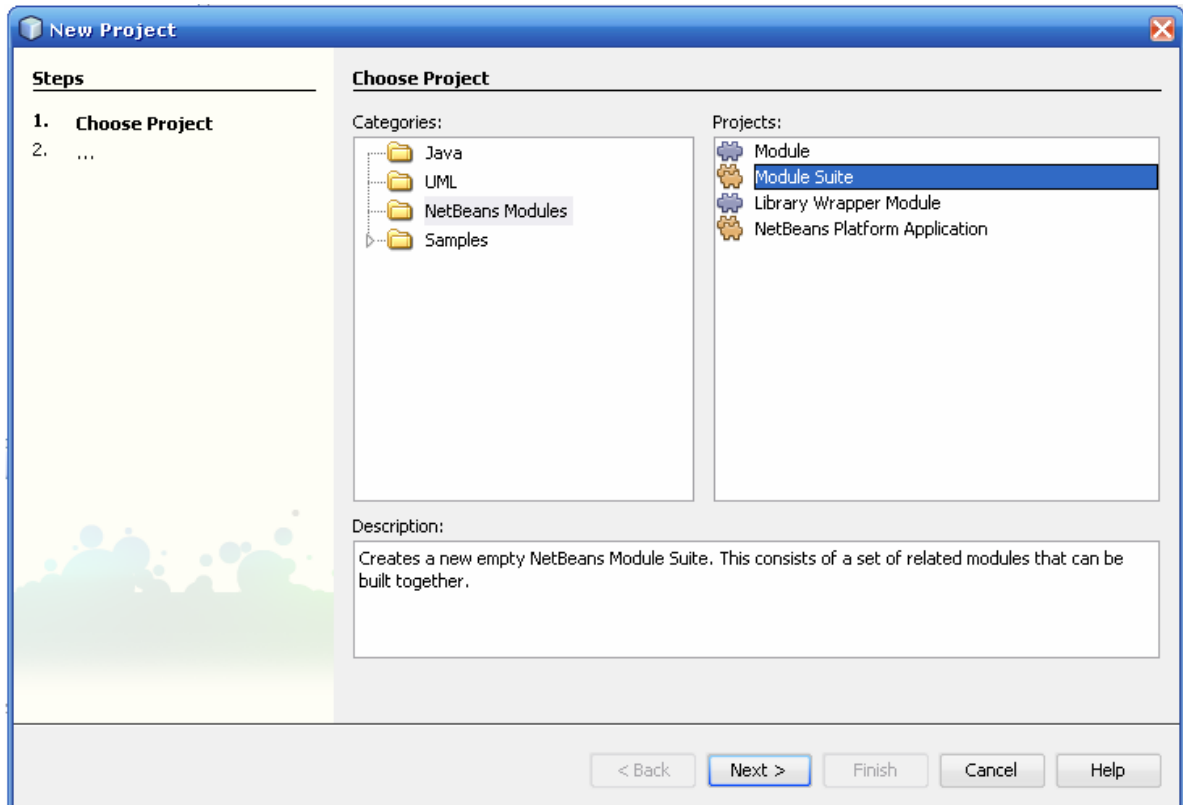 New Project
Steps
1. Choose Project
2. ...
Choose Project
Categories:
Java
UML
NetBeans Modules
Samples
Projects:
Module
Module Suite
Library Wrapper Module
NetBeans Platform Application
Description:
Creates a new empty NetBeans Module Suite. This consists of a set of related modules that can be
built together.
< Back
Next >
Finish
Cancel
Help